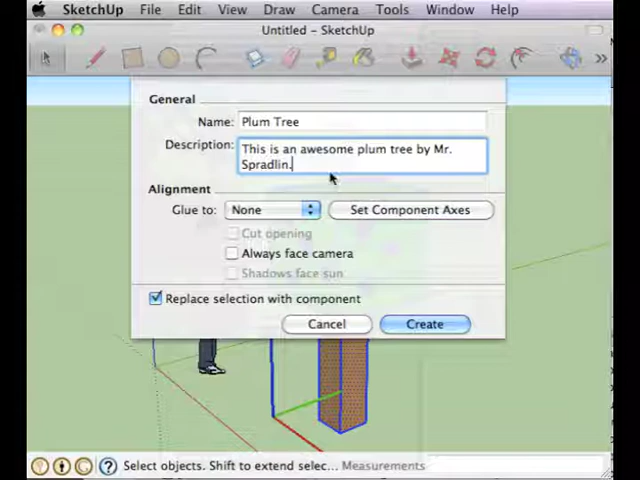 SketchUp File Edit View Draw Camera Tools Window Help
Untitled - SketchUp
General
Name: Plum Tree
Description: This is an awesome plum tree by Mr.
Spradlin.
Alignment
Glue to: None Set Component Axes
Cut opening
Always face camera
Shadows face sun
Replace selection with component
Cancel Create
Select objects. Shift to extend selec... Measurements